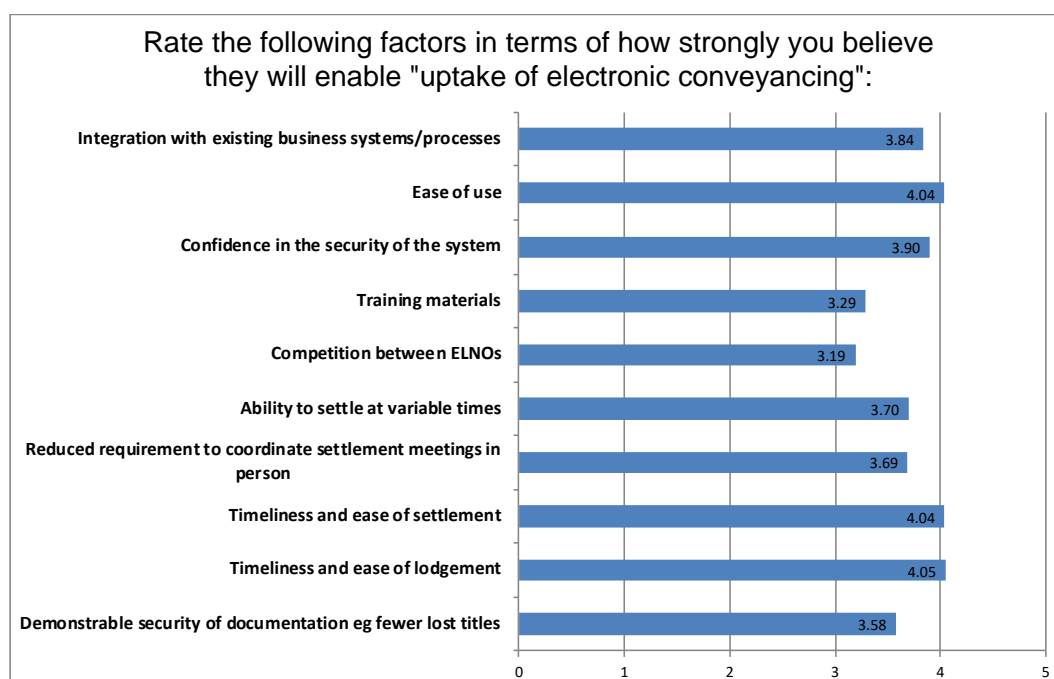 Rate the following factors in terms of how strongly you believe
they will enable "uptake of electronic conveyancing":
Integration with existing business systems/processes
3.84
Ease of use
4.04
Confidence in the security of the system
3.90
Training materials
3.29
Competition between ELNOs
3.19
Ability to settle at variable times
3.70
Reduced requirement to coordinate settlement meetings in
person
3.69
Timeliness and ease of settlement
4.04
Timeliness and ease of lodgement
4.05
Demonstrable security of documentation eg fewer lost titles
3.58
0 1 2 3 4 5